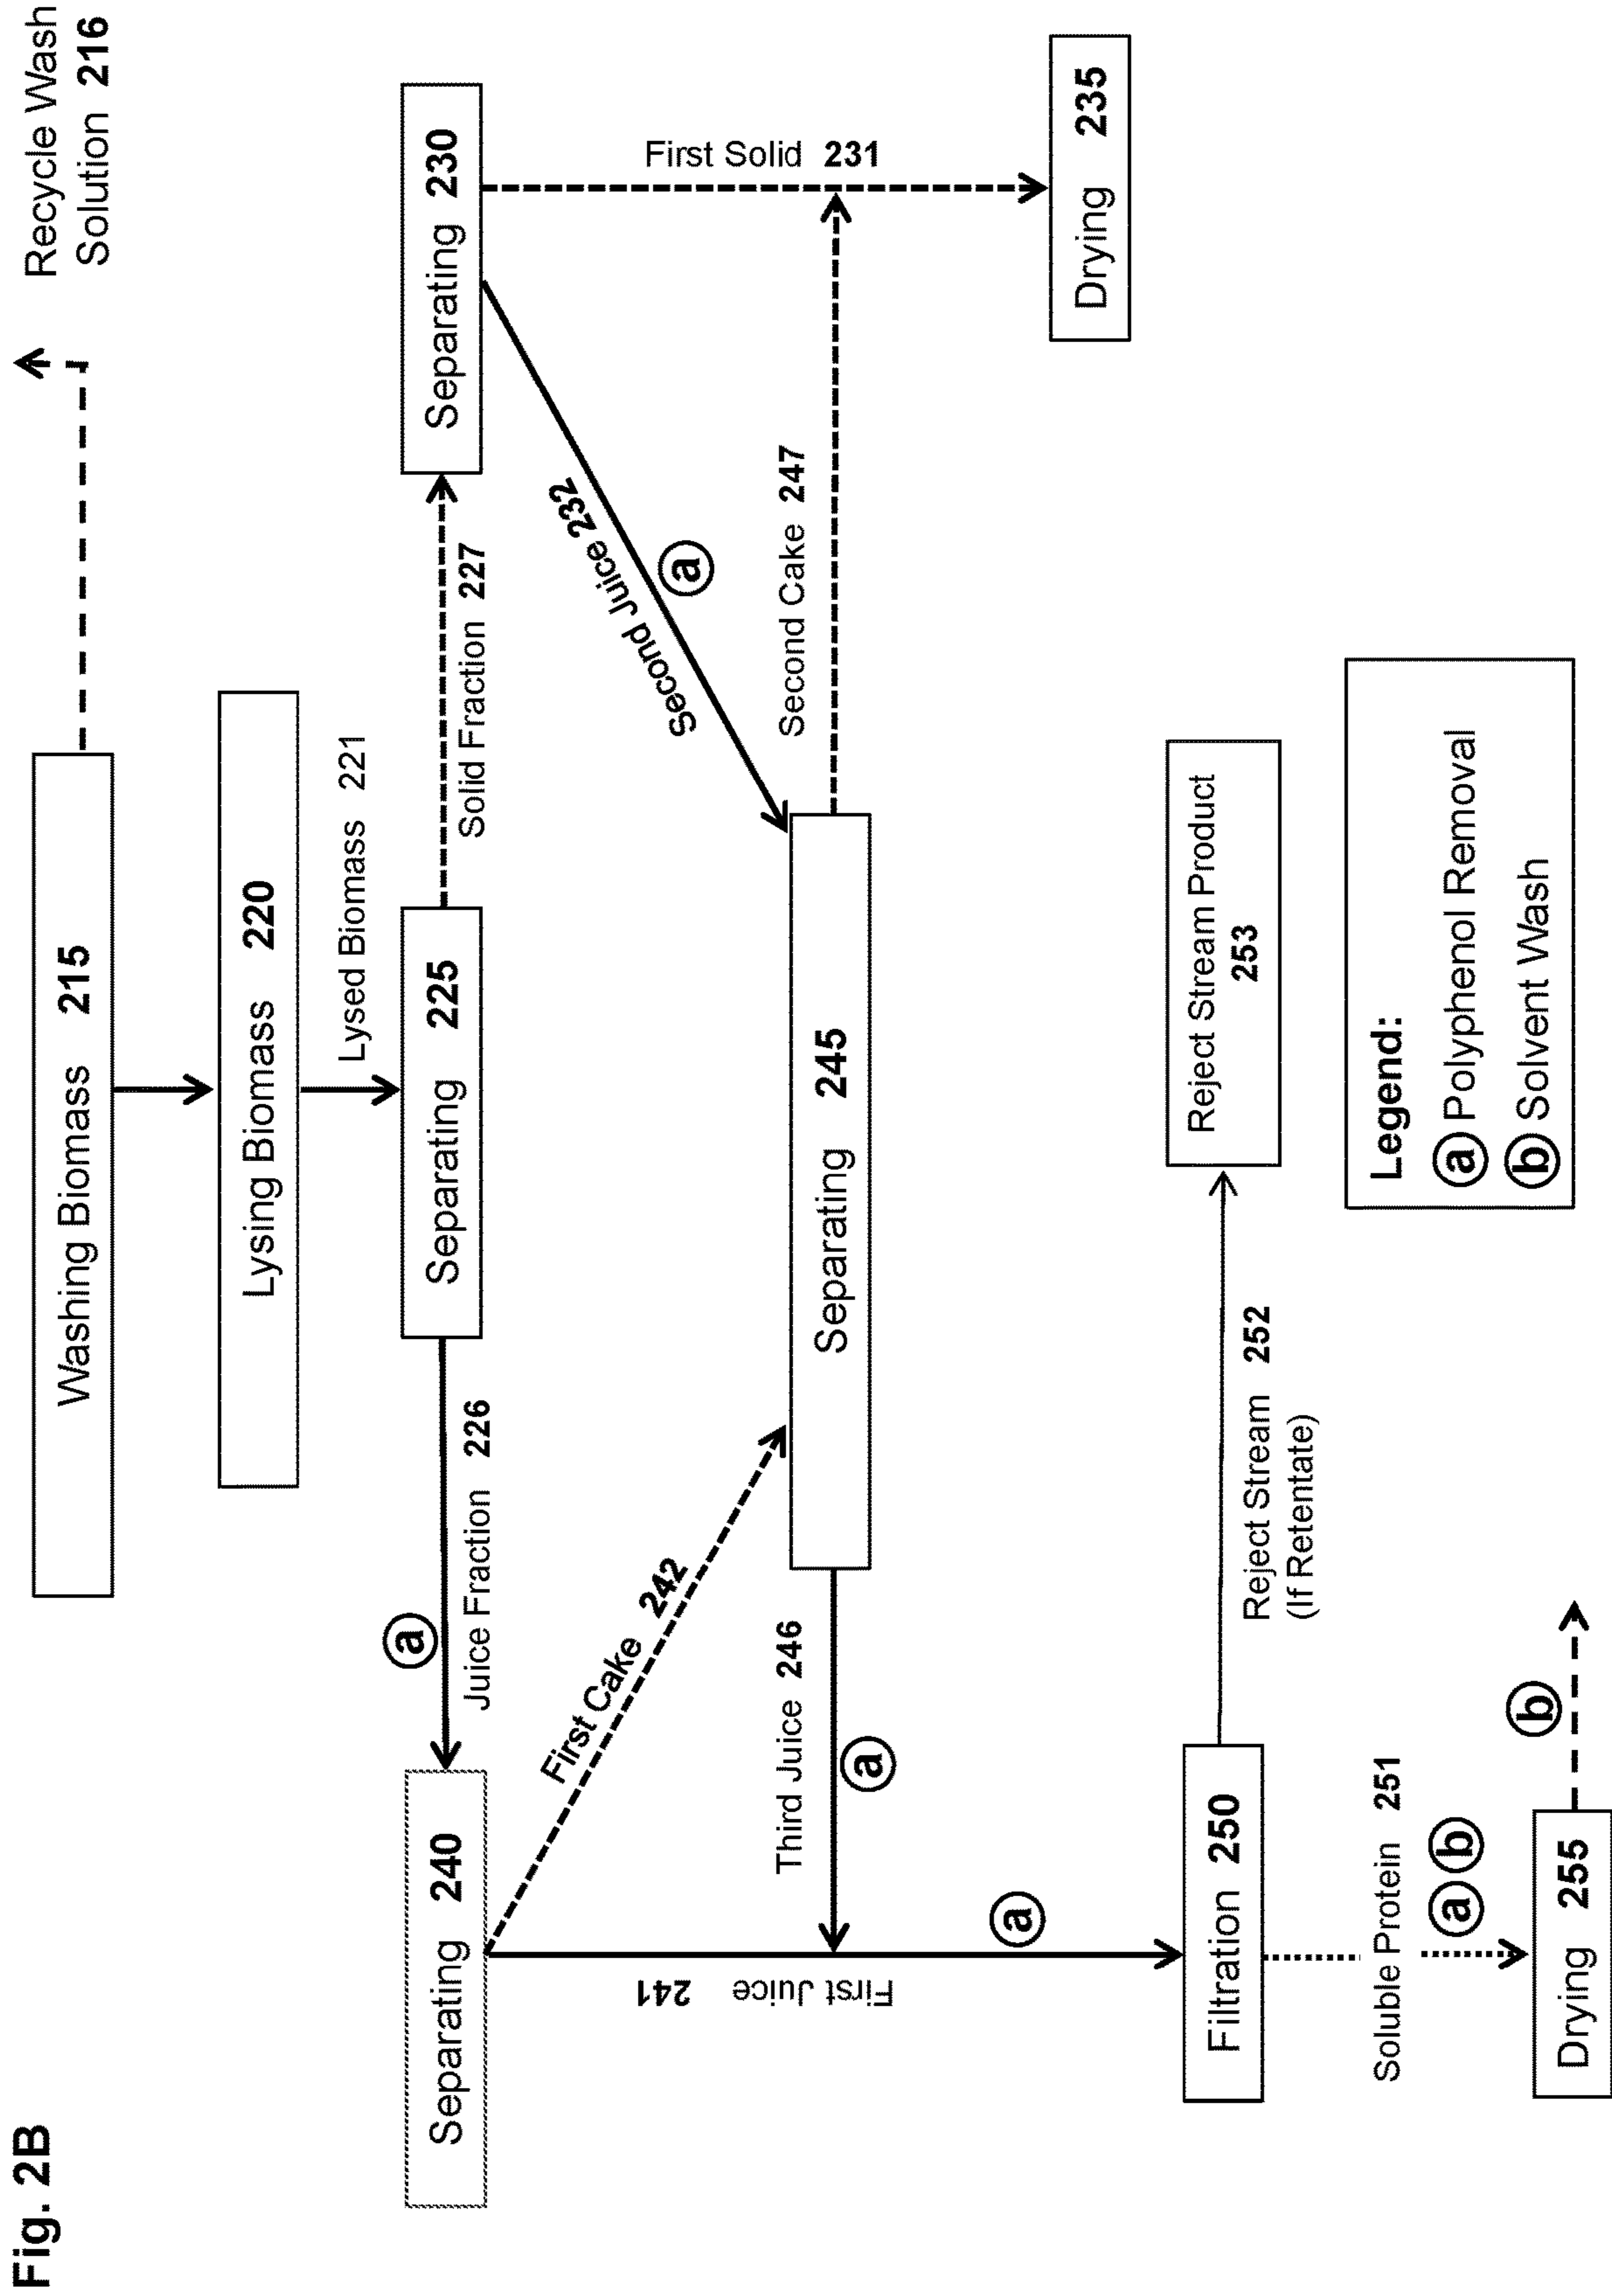 Fig. 2B
Washing Biomass 215
Recycle Wash
Solution 216
Lysing Biomass 220
Lysed Biomass 221
Separating 240
Juice Fraction 226
a
Separating 225
Solid Fraction 227
Separating 230
First Cake 242
Second Juice 232
a
First Solid 231
First Juice 241
Third Juice 246
a
Separating 245
Second Cake 247
a
Drying 235
Filtration 250
Reject Stream 252
(If Retentate)
Reject Stream Product
253
Soluble Protein 251
a b
Drying 255
b
Legend:
a Polyphenol Removal
b Solvent Wash